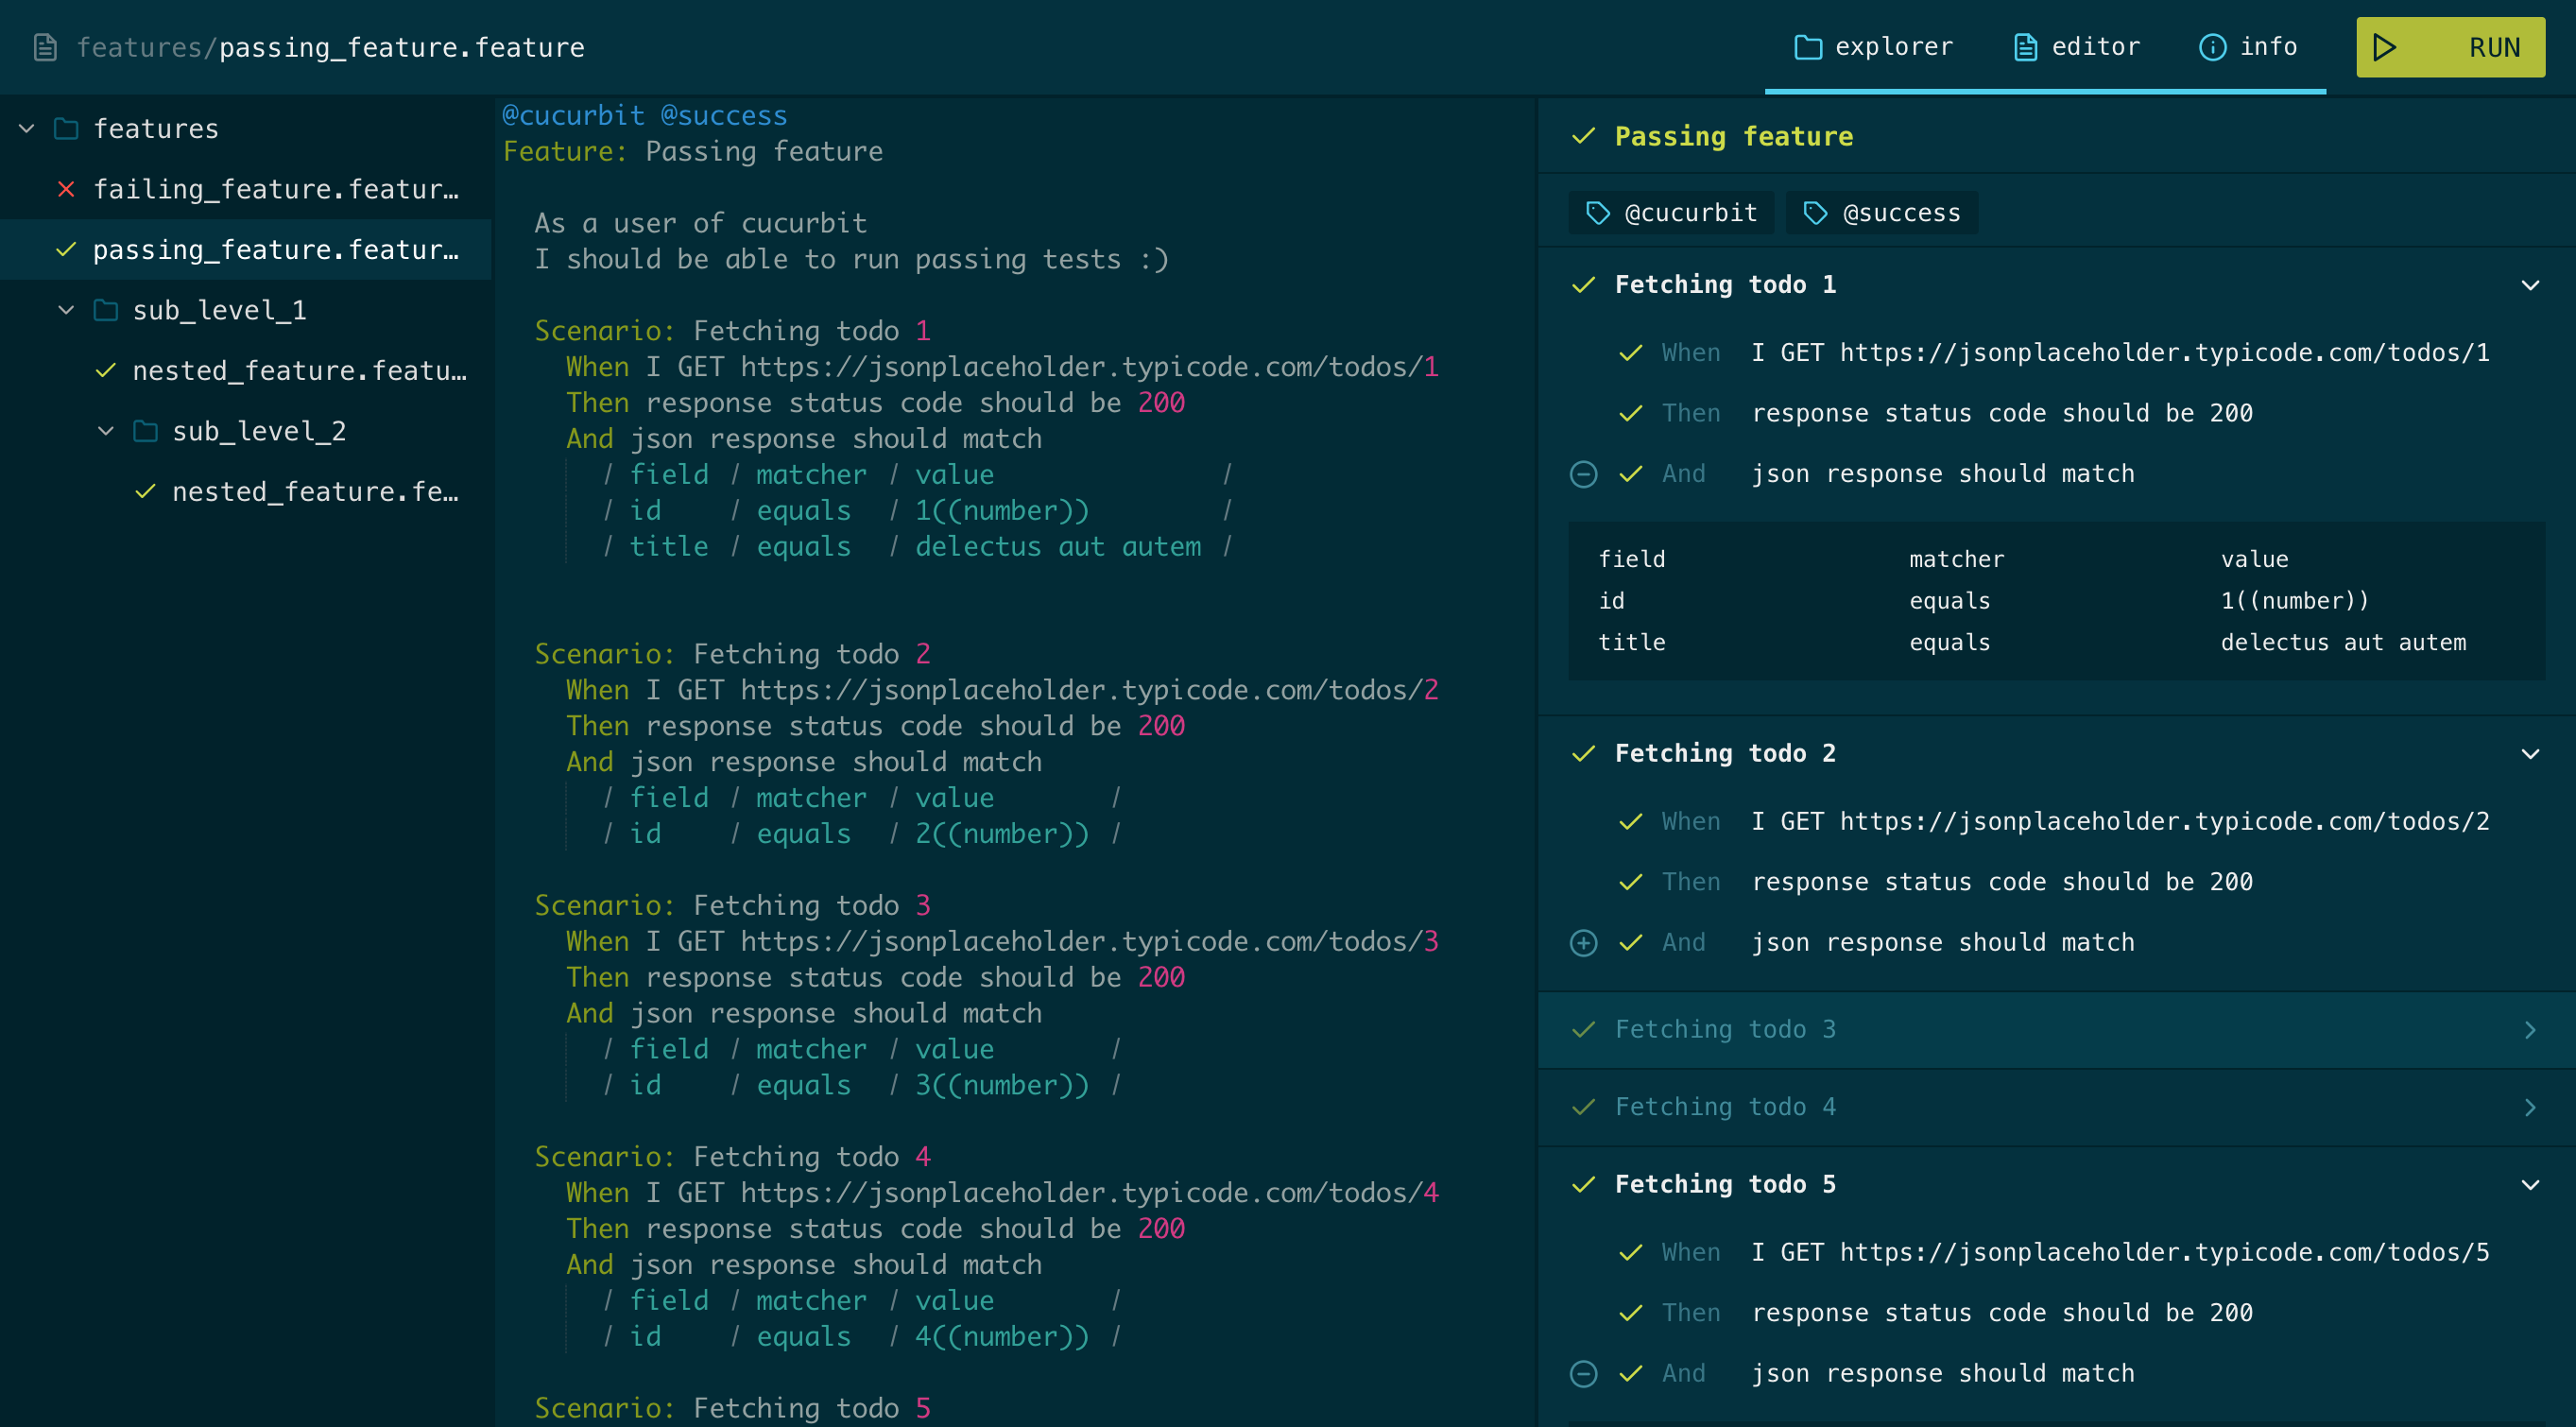 features/passing_feature.feature
explorer
editor
info
RUN
features
failing_feature.featur…
passing_feature.featur…
sub_level_1
nested_feature.featu…
sub_level_2
nested_feature.fe…
@cucurbit @success
Feature: Passing feature
As a user of cucurbit
I should be able to run passing tests :)
Scenario: Fetching todo 1
When I GET https://jsonplaceholder.typicode.com/todos/1
Then response status code should be 200
And json response should match
| field | matcher | value |
| id | equals | 1((number)) |
| title | equals | delectus aut autem |
Scenario: Fetching todo 2
When I GET https://jsonplaceholder.typicode.com/todos/2
Then response status code should be 200
And json response should match
| field | matcher | value |
| id | equals | 2((number)) |
Scenario: Fetching todo 3
When I GET https://jsonplaceholder.typicode.com/todos/3
Then response status code should be 200
And json response should match
| field | matcher | value |
| id | equals | 3((number)) |
Scenario: Fetching todo 4
When I GET https://jsonplaceholder.typicode.com/todos/4
Then response status code should be 200
And json response should match
| field | matcher | value |
| id | equals | 4((number)) |
Scenario: Fetching todo 5
Passing feature
@cucurbit @success
Fetching todo 1
When I GET https://jsonplaceholder.typicode.com/todos/1
Then response status code should be 200
And json response should match
field matcher value
id equals 1((number))
title equals delectus aut autem
Fetching todo 2
When I GET https://jsonplaceholder.typicode.com/todos/2
Then response status code should be 200
And json response should match
Fetching todo 3
Fetching todo 4
Fetching todo 5
When I GET https://jsonplaceholder.typicode.com/todos/5
Then response status code should be 200
And json response should match